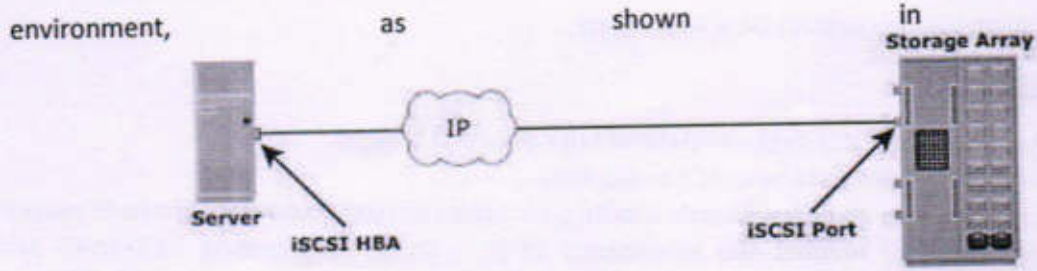 environment, as shown in
Storage Array
IP
Server
iSCSI HBA
iSCSI Port